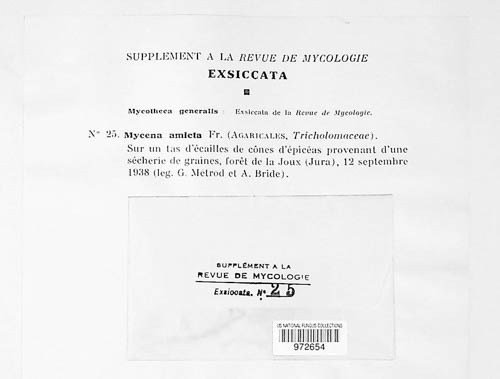 SUPPLEMENT A LA REVUE DE MYCOLOGIE
EXSICCATA
Mycotheca generalis : Exsiccata de la Revue de Mycologie.
N° 25. Mycena amicta Fr. (AGARICALES, Tricholomaceae).
Sur un tas d'écailles de cônes d'épicéas provenant d'une
sécherie de graines, forêt de la Joux (Jura), 12 septembre
1938 (leg. G. Métrod et A. Bride).
SUPPLÉMENT A LA
REVUE DE MYCOLOGIE
Exsiccata. N° 25
US NATIONAL FUNGUS COLLECTIONS
972654